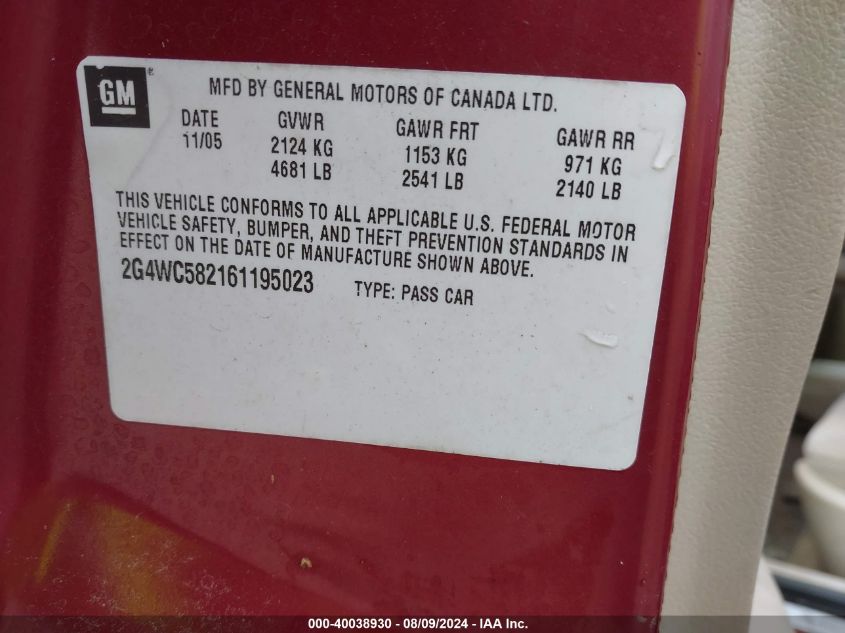 GM ®
MFD BY GENERAL MOTORS OF CANADA LTD.
DATE GVWR GAWR FRT GAWR RR
11/05 2124 KG 1153 KG 971 KG
4681 LB 2541 LB 2140 LB
THIS VEHICLE CONFORMS TO ALL APPLICABLE U.S. FEDERAL MOTOR
VEHICLE SAFETY, BUMPER, AND THEFT PREVENTION STANDARDS IN
EFFECT ON THE DATE OF MANUFACTURE SHOWN ABOVE.
2G4WC582161195023 TYPE: PASS CAR
000-40038930 - 08/09/2024 - IAA Inc.